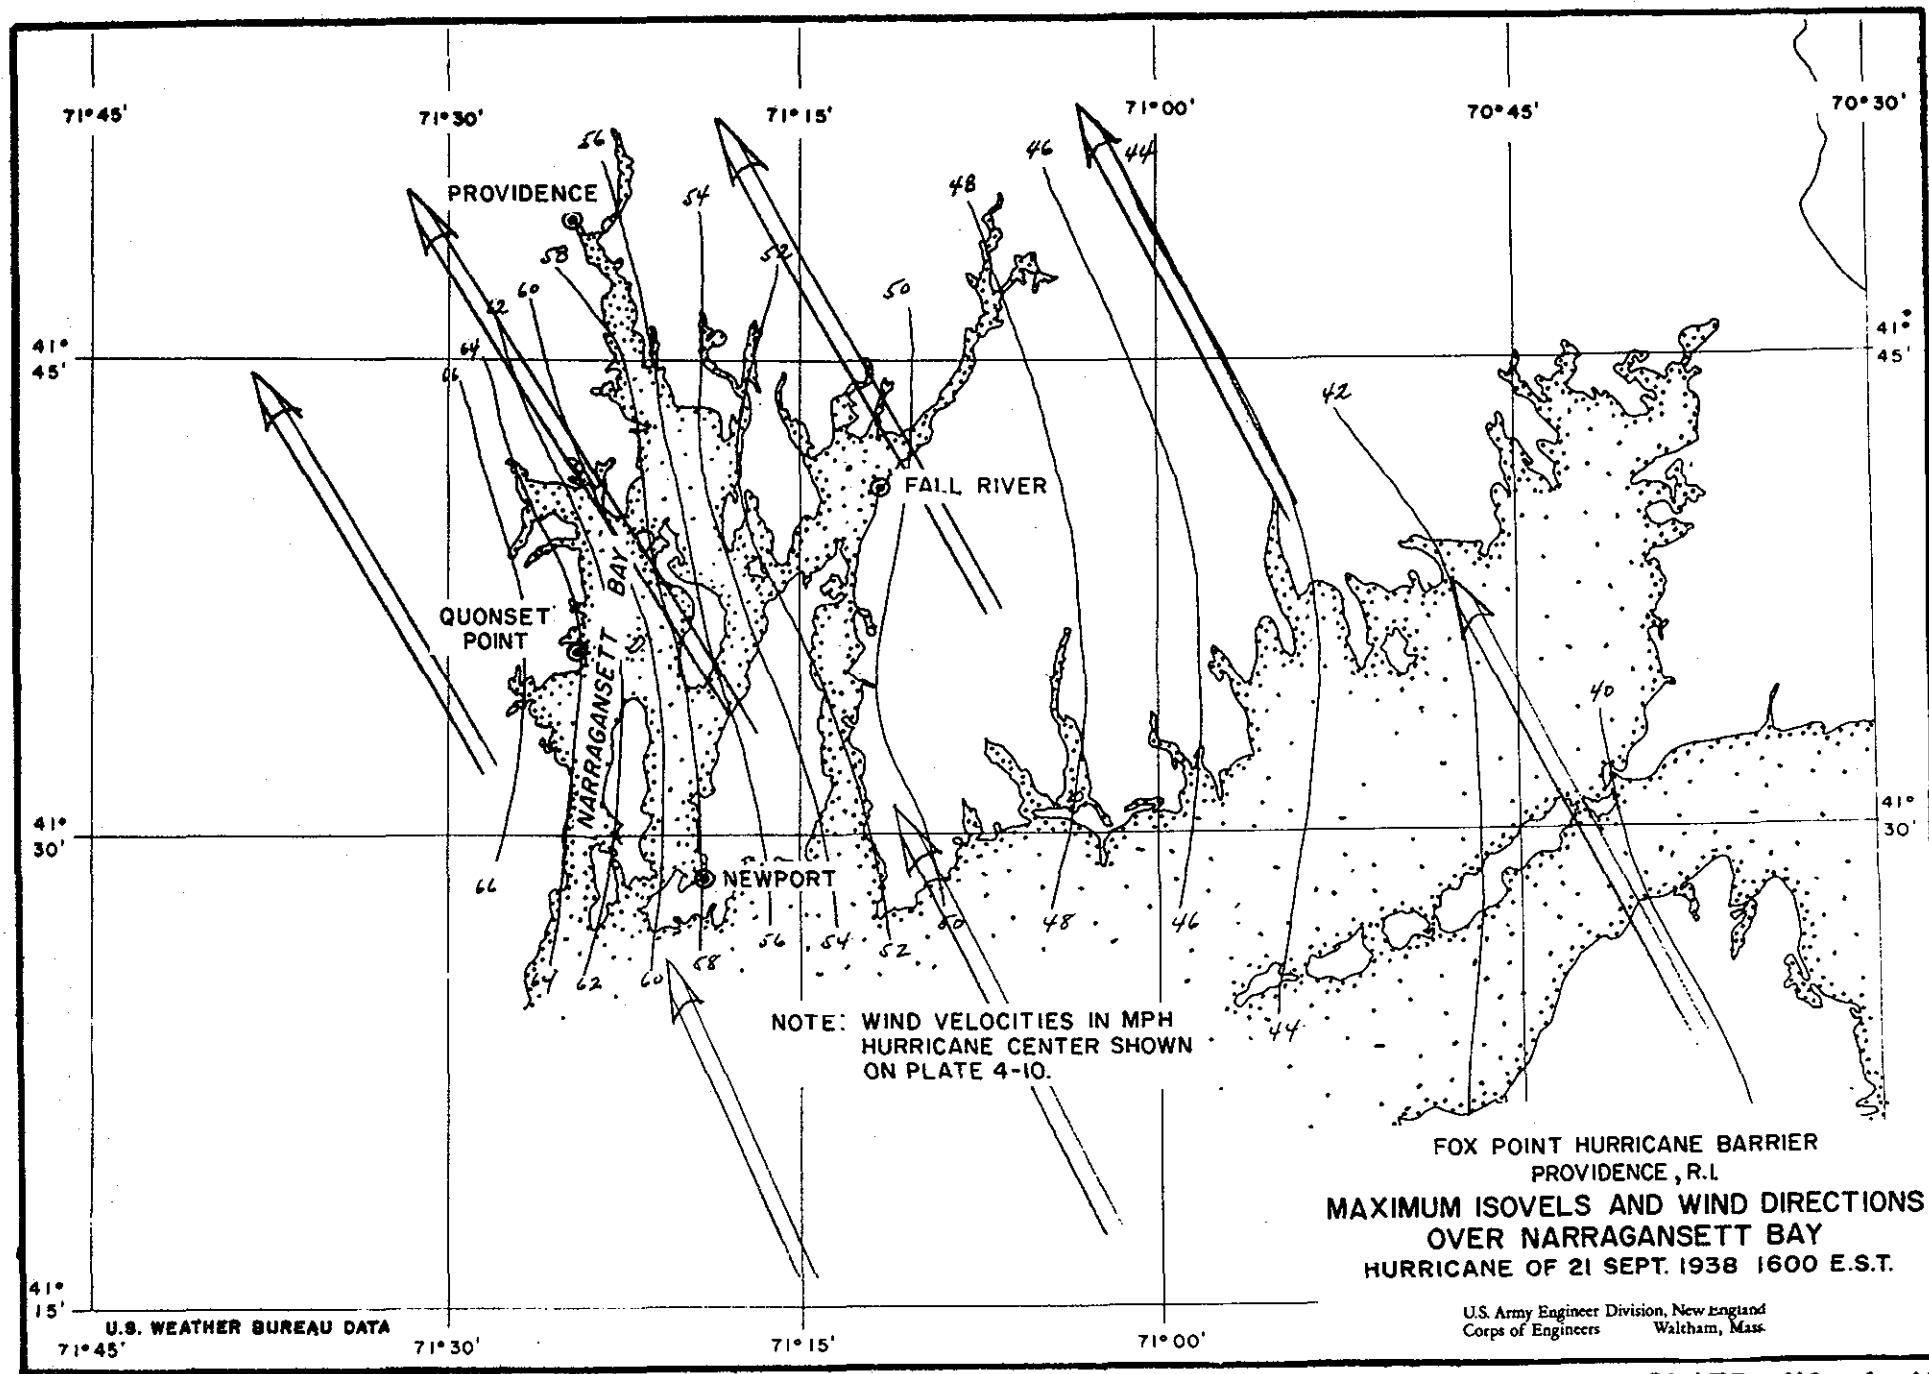 71°45'
71°30'
71°15'
71°00'
70°45'
70°30'
56
46
44
PROVIDENCE
54
48
58
52
50
62
60
64
66
41°
45'
41°
45'
42
FALL RIVER
QUONSET
POINT
NARRAGANSETT BAY
40
41°
30'
41°
30'
66
NEWPORT
64
62
60
58
56
54
52
50
48
46
44
NOTE: WIND VELOCITIES IN MPH
HURRICANE CENTER SHOWN
ON PLATE 4-10.
FOX POINT HURRICANE BARRIER
PROVIDENCE, R.I.
MAXIMUM ISOVELS AND WIND DIRECTIONS
OVER NARRAGANSETT BAY
HURRICANE OF 21 SEPT. 1938 1600 E.S.T.
U.S. Army Engineer Division, New England
Corps of Engineers Waltham, Mass.
41°
15'
U.S. WEATHER BUREAU DATA
71°45'
71°30'
71°15'
71°00'